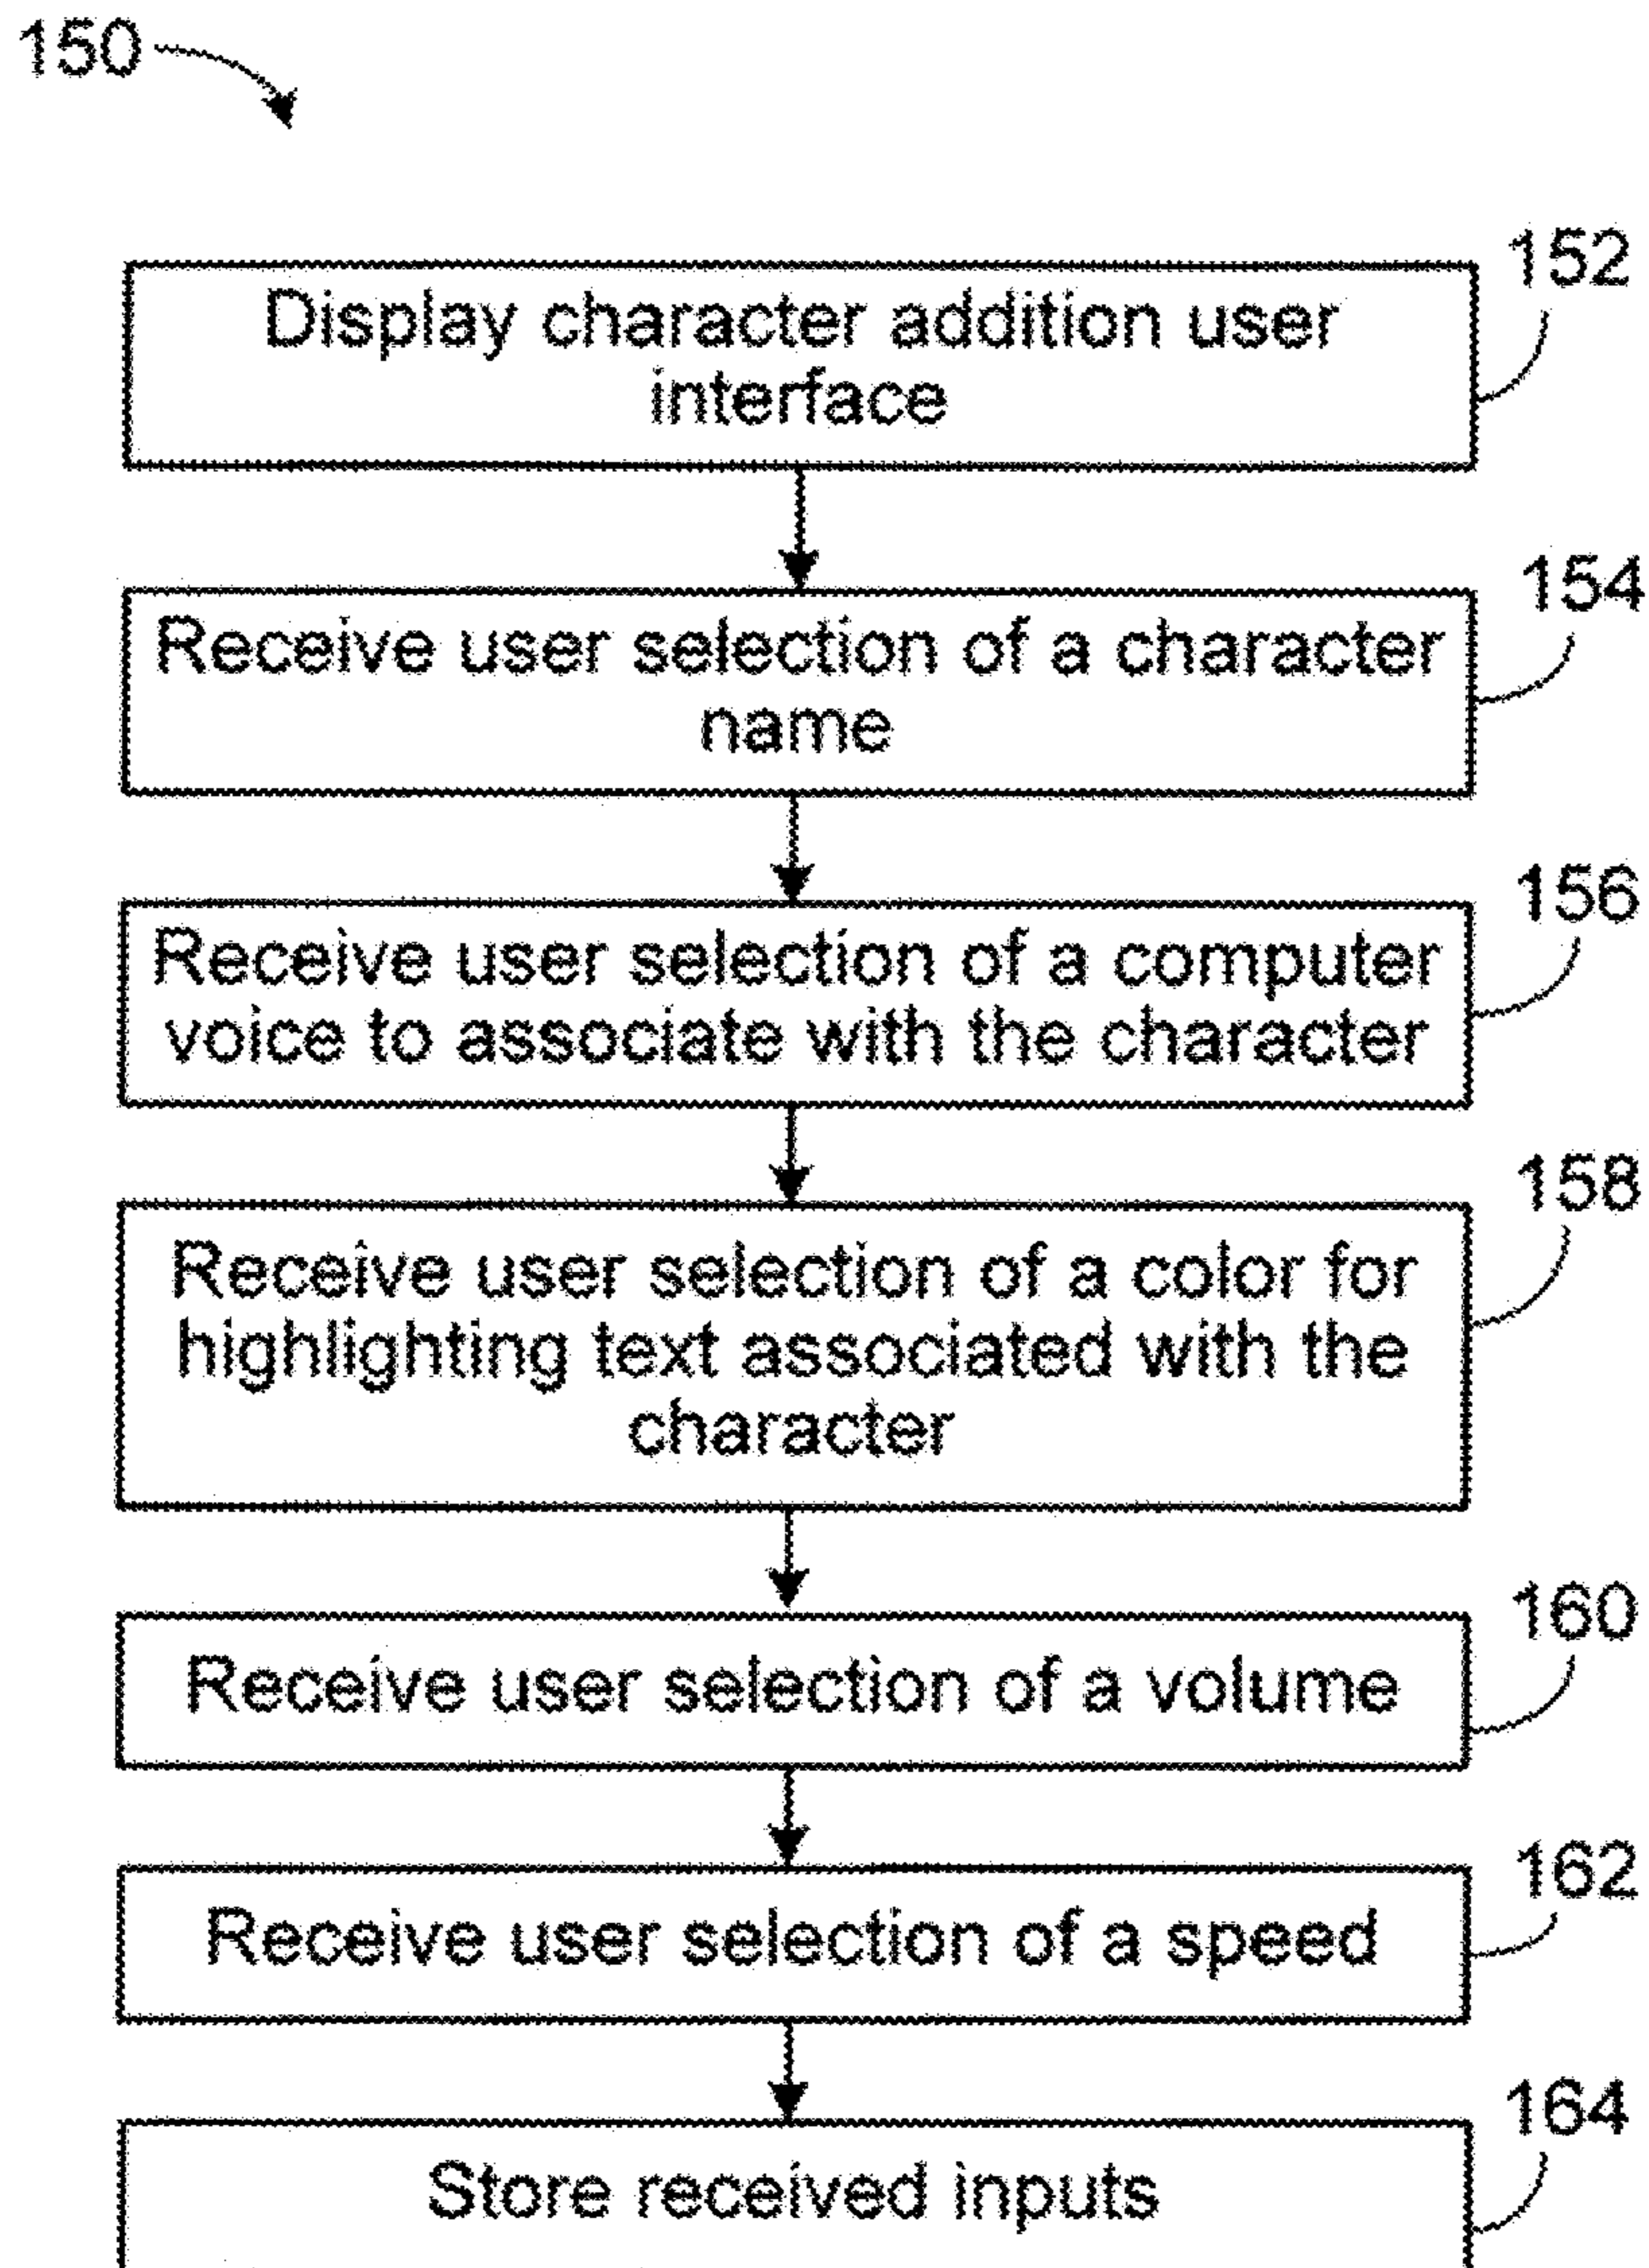 150
152
Display character addition user
interface
154
Receive user selection of a character
name
156
Receive user selection of a computer
voice to associate with the character
158
Receive user selection of a color for
highlighting text associated with the
character
160
Receive user selection of a volume
162
Receive user selection of a speed
164
Store received inputs